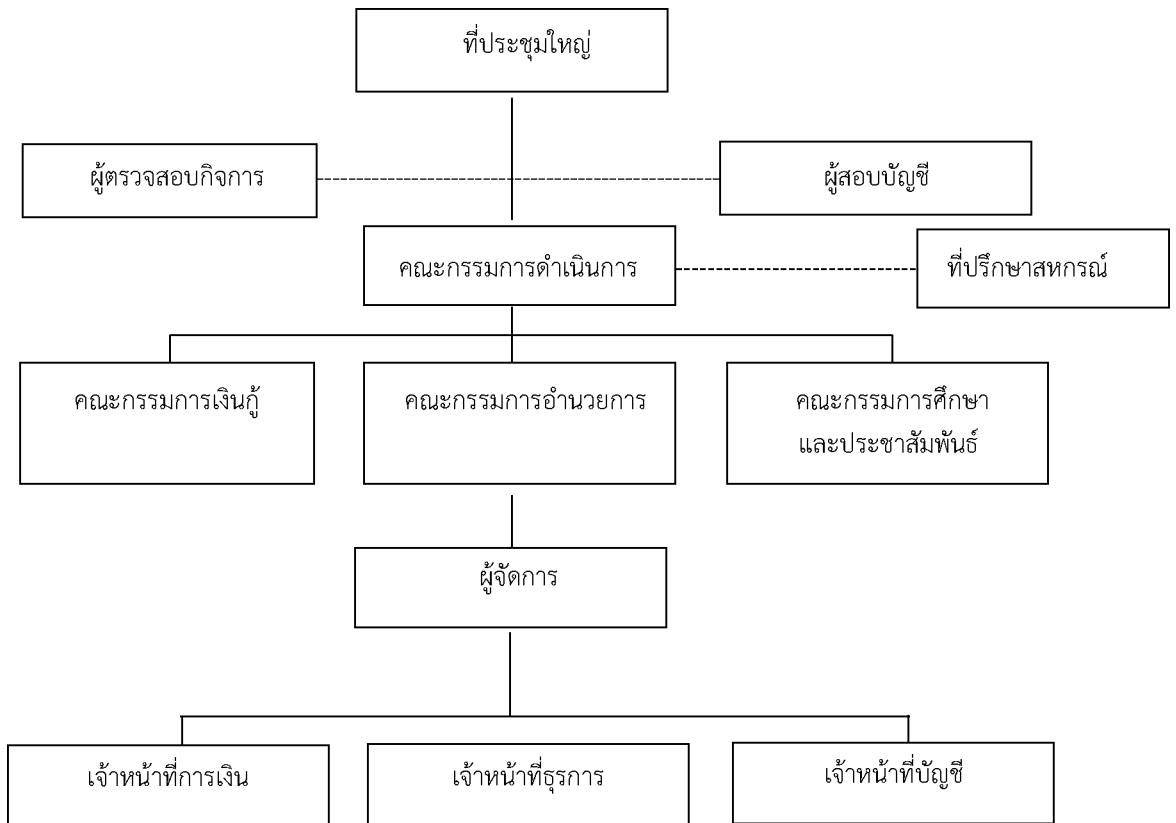 ที่ประชุมใหญ่
ผู้ตรวจสอบกิจการ
ผู้สอบบัญชี
คณะกรรมการดำเนินการ
ที่ปรึกษาสหกรณ์
คณะกรรมการเงินกู้
คณะกรรมการอำนวยการ
คณะกรรมการศึกษา
และประชาสัมพันธ์
ผู้จัดการ
เจ้าหน้าที่การเงิน
เจ้าหน้าที่ธุรการ
เจ้าหน้าที่บัญชี